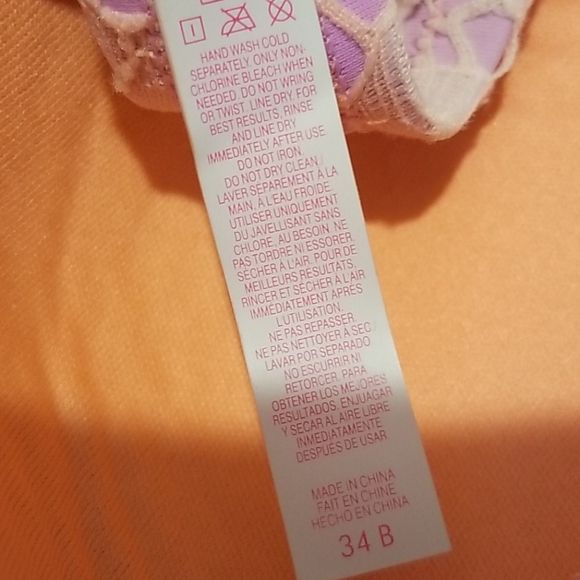 HAND WASH COLD
SEPARATELY. ONLY NON-
CHLORINE BLEACH WHEN
NEEDED. DO NOT WRING
OR TWIST. LINE DRY. FOR
BEST RESULTS, RINSE
AND LINE DRY
IMMEDIATELY AFTER USE.
DO NOT IRON.
DO NOT DRY CLEAN./
LAVER SEPARÉMENT À LA
MAIN, À L'EAU FROIDE.
UTILISER UNIQUEMENT
DU JAVELLISANT SANS
CHLORE, AU BESOIN. NE
PAS TORDRE NI ESSORER.
SÉCHER À L'AIR. POUR DE
MEILLEURS RÉSULTATS,
RINCER ET SÉCHER À L'AIR
IMMÉDIATEMENT APRÈS
L'UTILISATION.
NE PAS REPASSER.
NE PAS NETTOYER À SEC./
LAVAR POR SEPARADO
NO ESCURRIR NI
RETORCER. PARA
OBTENER LOS MEJORES
RESULTADOS, ENJUAGAR
Y SECAR AL AIRE LIBRE
INMEDIATAMENTE
DESPUÉS DE USAR.
MADE IN CHINA
FAIT EN CHINE
HECHO EN CHINA
34 B